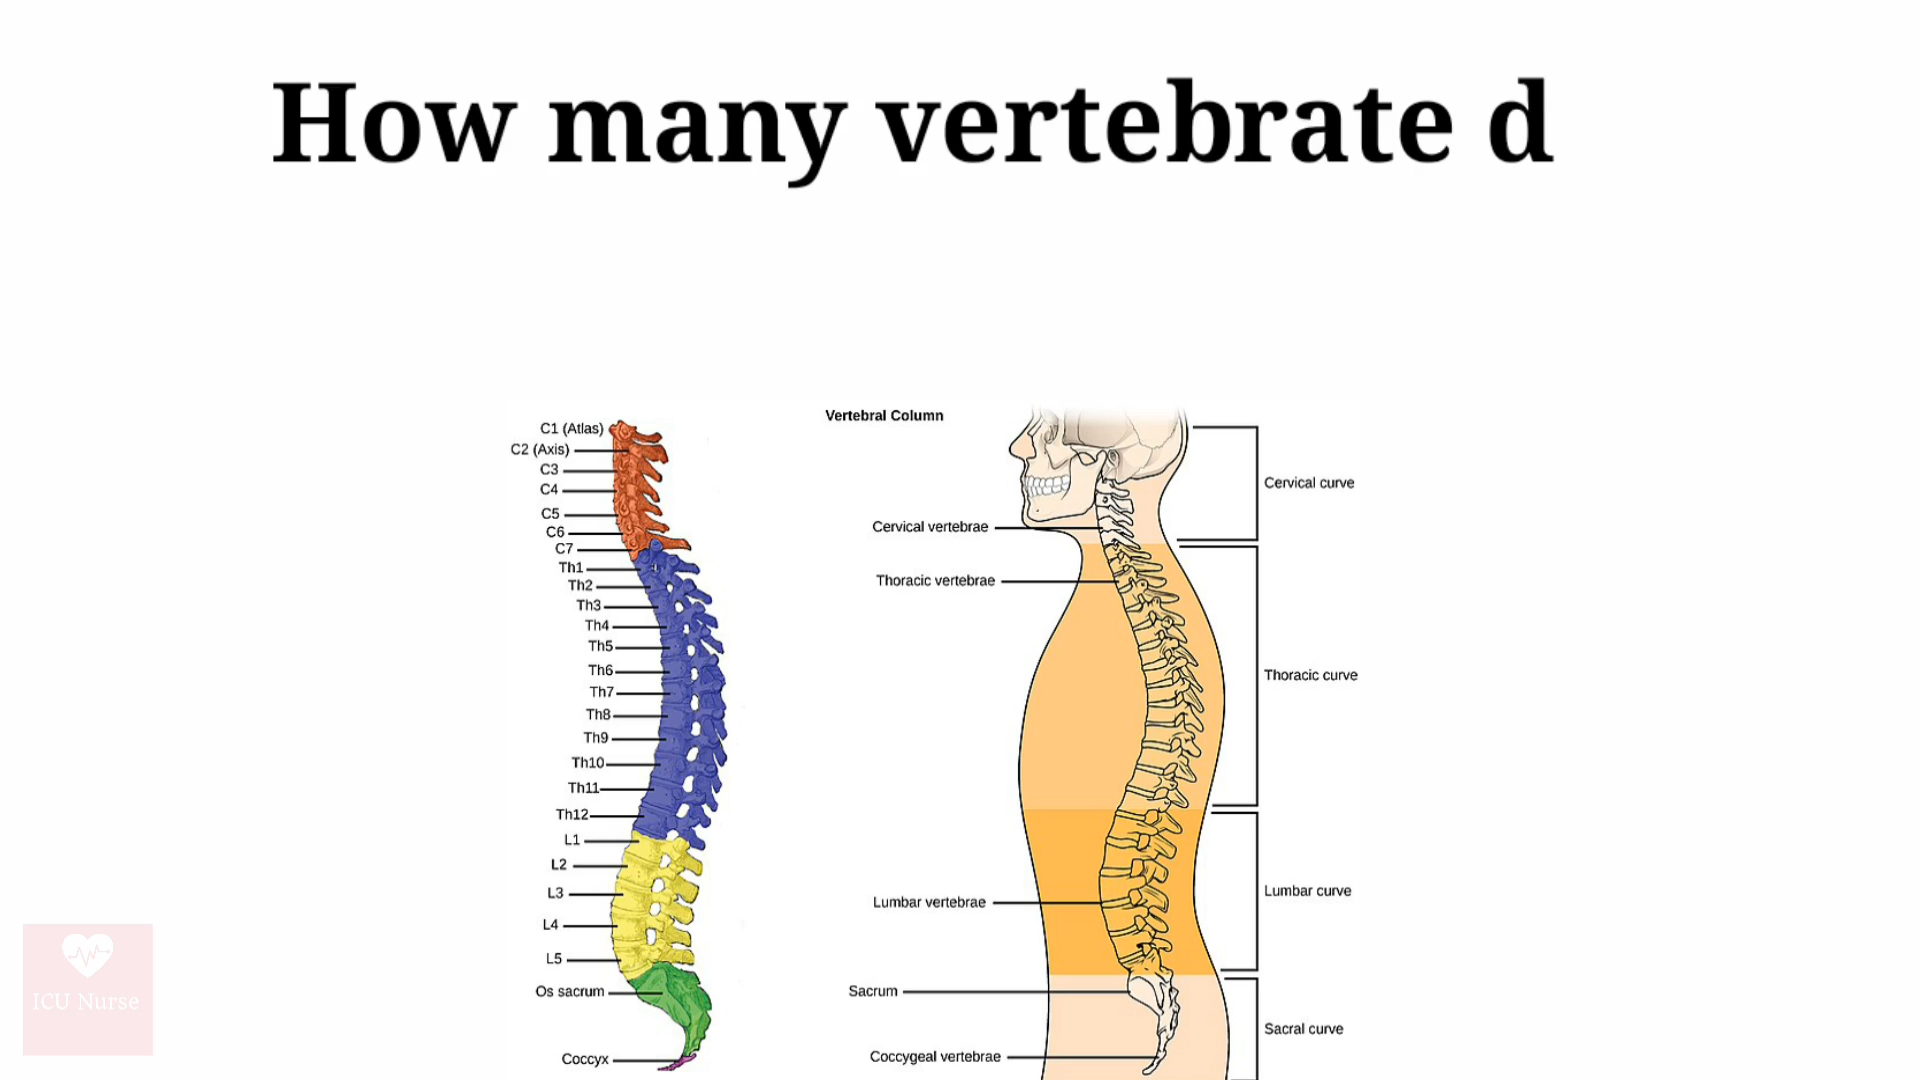 How many vertebrate d
Vertebral Column
C1 (Atlas)
C2 (Axis)
C3
C4
C5
C6
C7
Th1
Th2
Th3
Th4
Th5
Th6
Th7
Th8
Th9
Th10
Th11
Th12
L1
L2
L3
L4
L5
Os sacrum
Coccyx
Cervical vertebrae
Thoracic vertebrae
Lumbar vertebrae
Sacrum
Coccygeal vertebrae
Cervical curve
Thoracic curve
Lumbar curve
Sacral curve
ICU Nurse